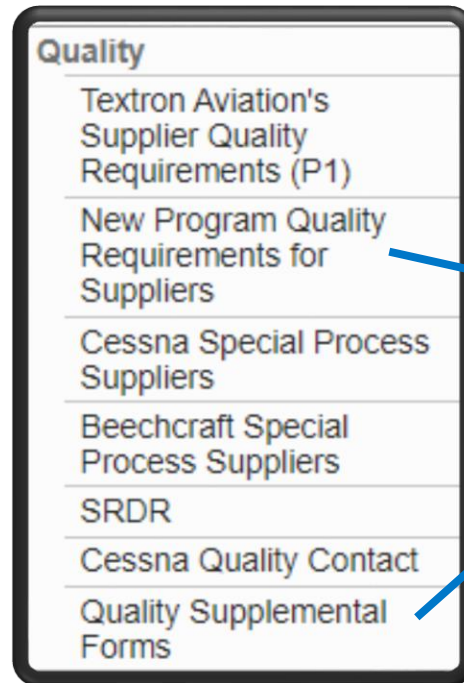 Quality
Textron Aviation's
Supplier Quality
Requirements (P1)
New Program Quality
Requirements for
Suppliers
Cessna Special Process
Suppliers
Beechcraft Special
Process Suppliers
SRDR
Cessna Quality Contact
Quality Supplemental
Forms